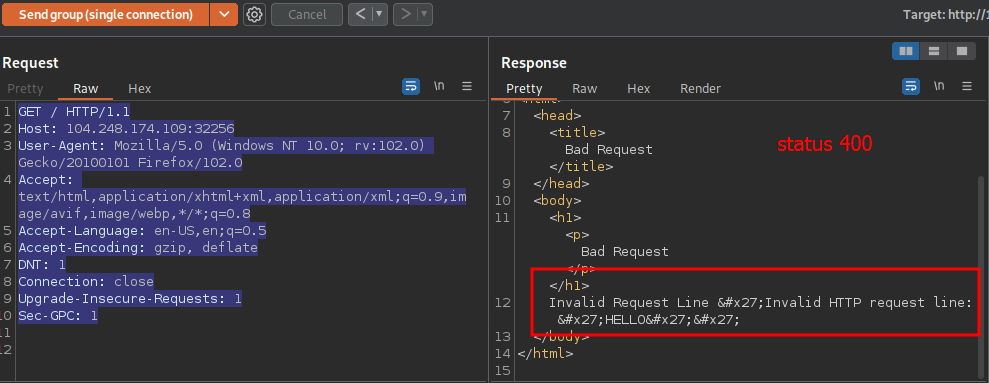 Send group (single connection)
Cancel
Target: http://1
Request
Pretty Raw Hex
\n
1 GET / HTTP/1.1
2 Host: 104.248.174.109:32256
3 User-Agent: Mozilla/5.0 (Windows NT 10.0; rv:102.0)
Gecko/20100101 Firefox/102.0
4 Accept:
text/html,application/xhtml+xml,application/xml;q=0.9,im
age/avif,image/webp,*/*;q=0.8
5 Accept-Language: en-US,en;q=0.5
6 Accept-Encoding: gzip, deflate
7 DNT: 1
8 Connection: close
9 Upgrade-Insecure-Requests: 1
10 Sec-GPC: 1
11
12
Response
Pretty Raw Hex Render
\n
6 <html>
7 <head>
8 <title>
Bad Request
</title>
9 </head>
10 <body>
11 <h1>
<p>
Bad Request
</p>
</h1>
12 Invalid Request Line &#x27;Invalid HTTP request line:
&#x27;HELLO&#x27;&#x27;
13 </body>
14 </html>
15
status 400